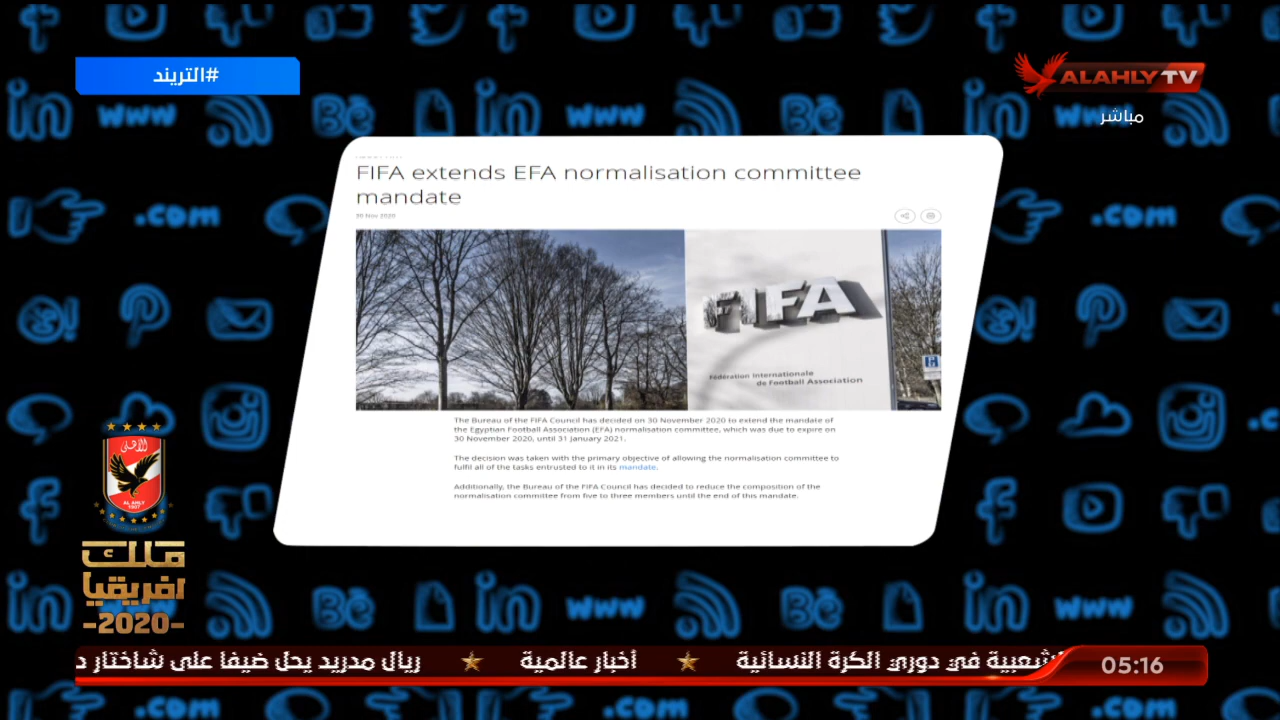 #التريند
ALAHLY TV
مباشر
FIFA extends EFA normalisation committee
mandate
30 Nov 2020
FIFA
Fédération Internationale
de Football Association
The Bureau of the FIFA Council has decided on 30 November 2020 to extend the mandate of
the Egyptian Football Association (EFA) normalisation committee, which was due to expire on
30 November 2020, until 31 January 2021.
The decision was taken with the primary objective of allowing the normalisation committee to
fulfil all of the tasks entrusted to it in its mandate.
Additionally, the Bureau of the FIFA Council has decided to reduce the composition of the
normalisation committee from five to three members until the end of this mandate.
الأهلي
AL AHLY
1907
ملك
افريقيا
-2020-
الشعبية في دوري الكرة النسائية ★ أخبار عالمية ★ ريال مدريد يحل ضيفا على شاختار د
05:16